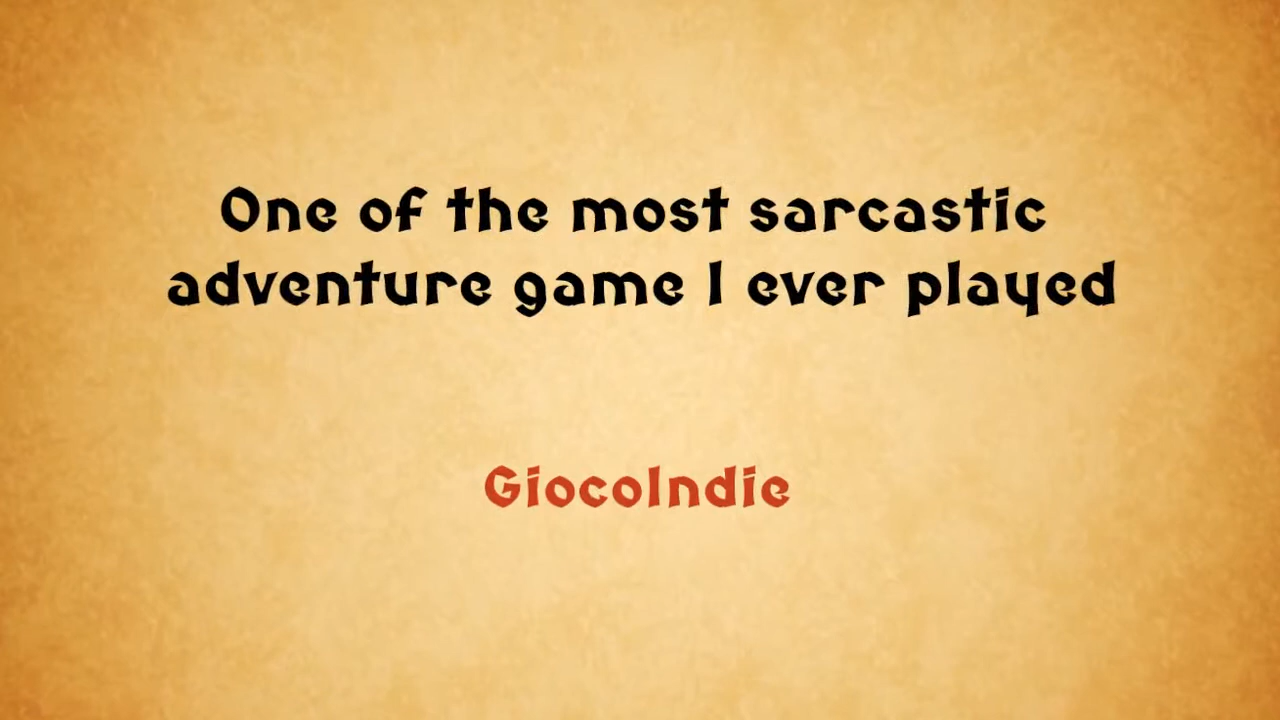 One of the most sarcastic
adventure game I ever played
GiocoIndie